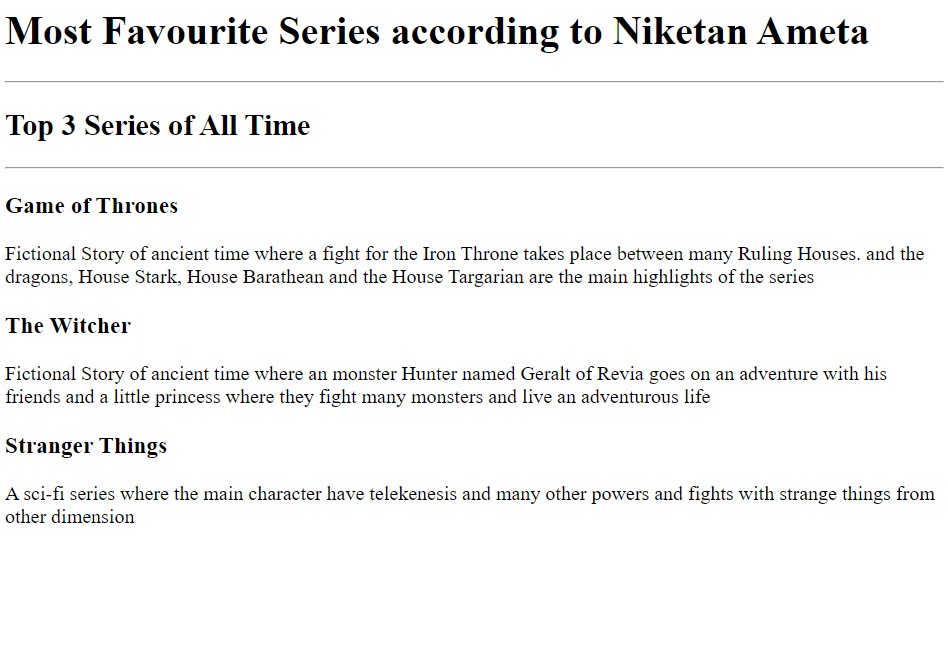 Most Favourite Series according to Niketan Ameta
Top 3 Series of All Time
Game of Thrones
Fictional Story of ancient time where a fight for the Iron Throne takes place between many Ruling Houses. and the
dragons, House Stark, House Barathean and the House Targarian are the main highlights of the series
The Witcher
Fictional Story of ancient time where an monster Hunter named Geralt of Revia goes on an adventure with his
friends and a little princess where they fight many monsters and live an adventurous life
Stranger Things
A sci-fi series where the main character have telekenesis and many other powers and fights with strange things from
other dimension